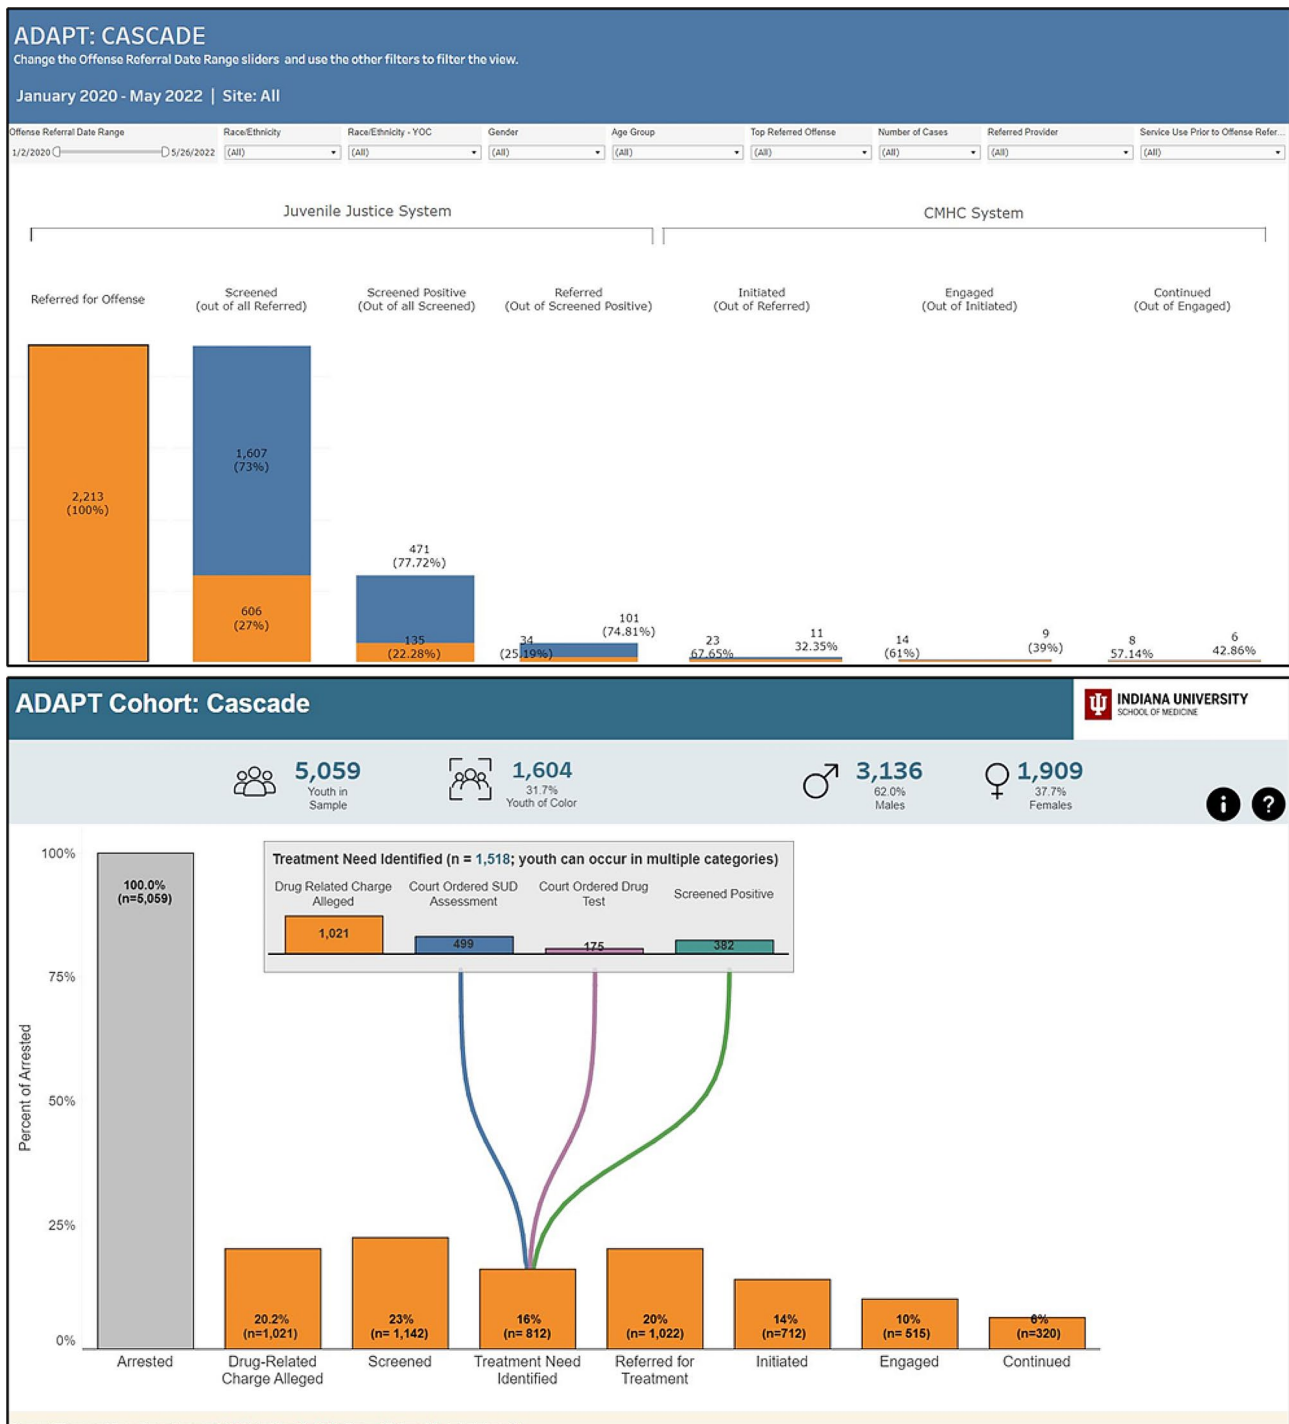 ADAPT: CASCADE
Change the Offense Referral Date Range sliders and use the other filters to filter the view.
January 2020 - May 2022 | Site: All
Offense Referral Date Range
Race/Ethnicity
Race/Ethnicity - YOC
Gender
Age Group
Top Referred Offense
Number of Cases
Referred Provider
Service Use Prior to Offense Refer...
1/2/2020
5/26/2022
(All)
(All)
(All)
(All)
(All)
(All)
(All)
(All)
Juvenile Justice System
CMHC System
Referred for Offense
Screened
(out of all Referred)
Screened Positive
(Out of all Screened)
Referred
(Out of Screened Positive)
Initiated
(Out of Referred)
Engaged
(Out of Initiated)
Continued
(Out of Engaged)
2,213
(100%)
1,607
(73%)
606
(27%)
471
(77.72%)
135
(22.28%)
34
(25.19%)
101
(74.81%)
23
67.65%
11
32.35%
14
(61%)
9
(39%)
8
57.14%
6
42.86%
ADAPT Cohort: Cascade
INDIANA UNIVERSITY
SCHOOL OF MEDICINE
5,059
Youth in
Sample
1,604
31.7%
Youth of Color
3,136
62.0%
Males
1,909
37.7%
Females
i
?
Treatment Need Identified (n = 1,518; youth can occur in multiple categories)
Drug Related Charge
Alleged
Court Ordered SUD
Assessment
Court Ordered Drug
Test
Screened Positive
1,021
499
175
382
Percent of Arrested
100%
75%
50%
25%
0%
100.0%
(n=5,059)
20.2%
(n=1,021)
23%
(n= 1,142)
16%
(n= 812)
20%
(n= 1,022)
14%
(n=712)
10%
(n= 515)
6%
(n=320)
Arrested
Drug-Related
Charge Alleged
Screened
Treatment Need
Identified
Referred for
Treatment
Initiated
Engaged
Continued